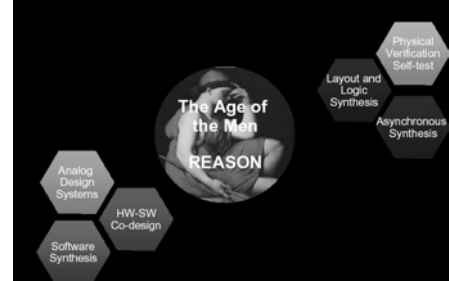 Physical
Verification
Self-test
Layout and
Logic
Synthesis
Asynchronous
Synthesis
The Age of
the Men
REASON
Analog
Design
Systems
HW-SW
Co-design
Software
Synthesis